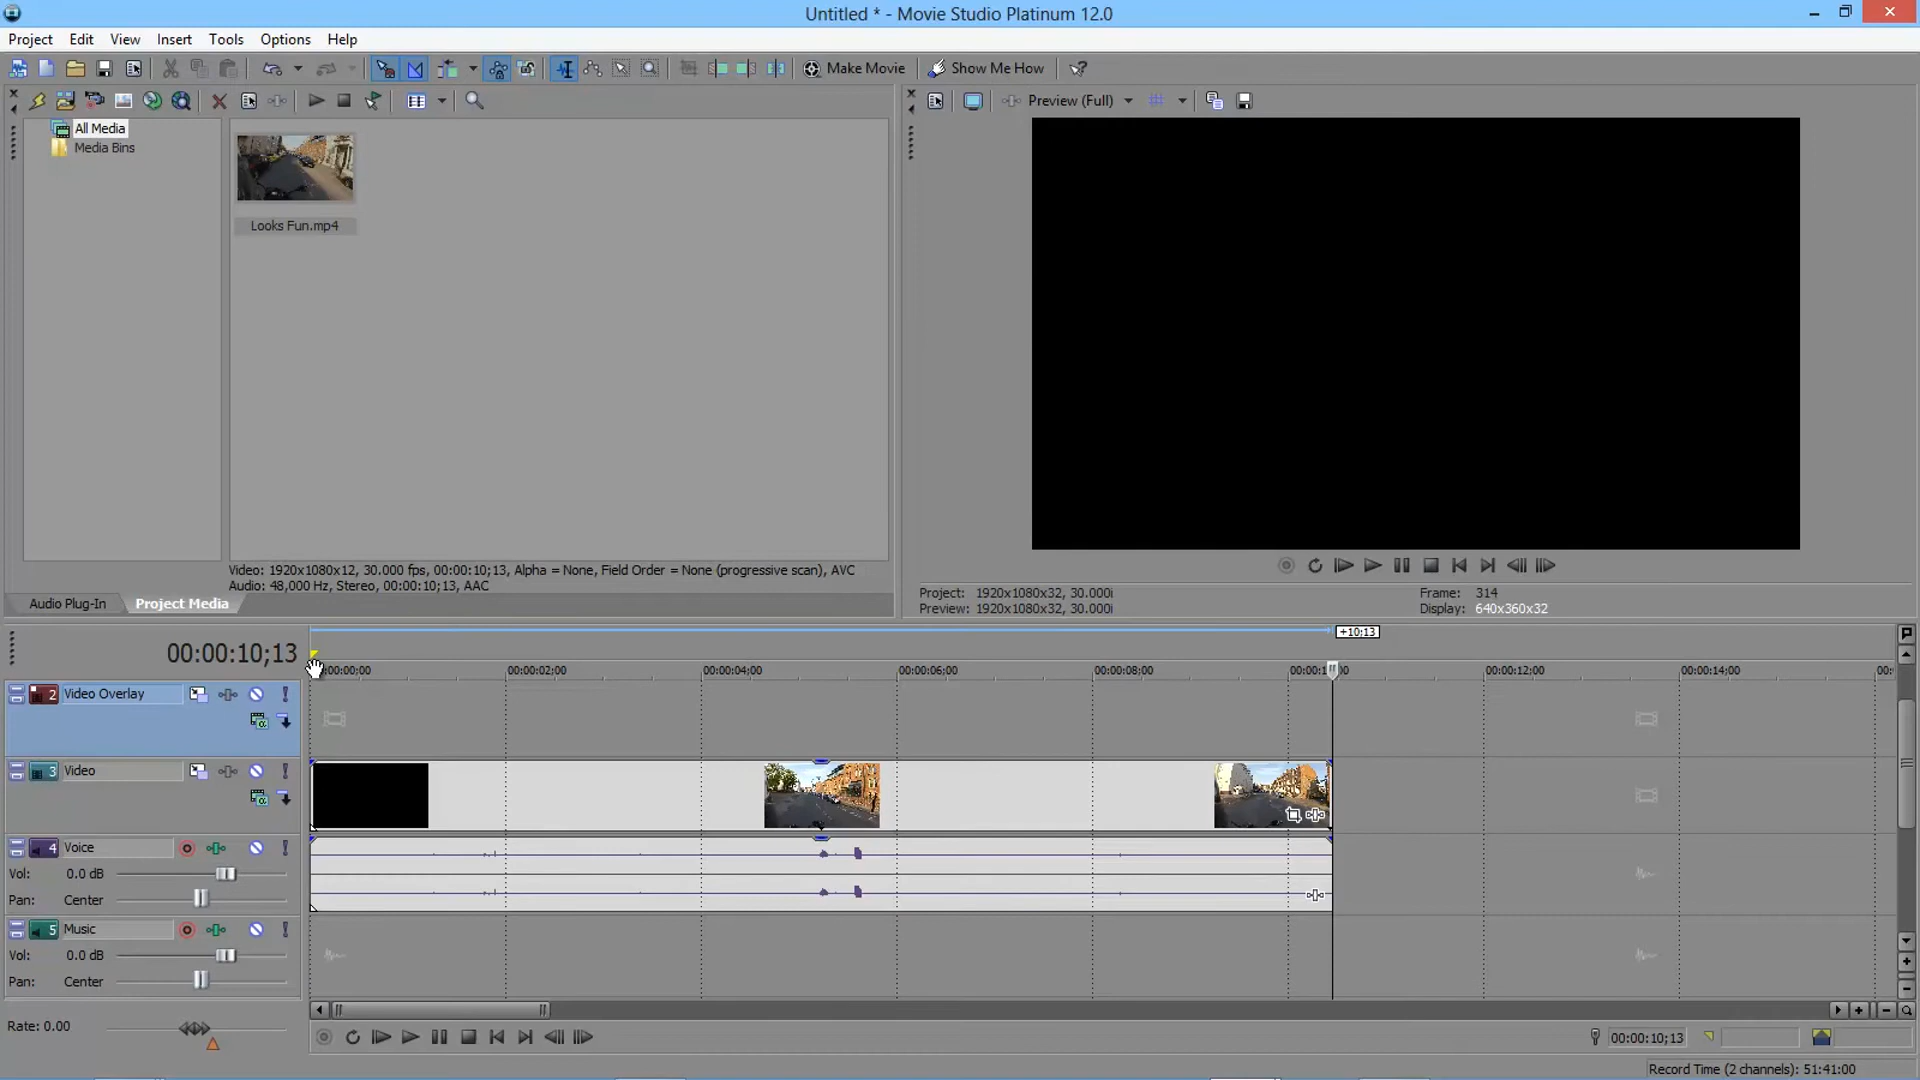 Untitled * - Movie Studio Platinum 12.0
Project Edit View Insert Tools Options Help
Make Movie Show Me How
Preview (Full)
All Media
Media Bins
Looks Fun.mp4
Video: 1920x1080x12, 30.000 fps, 00:00:10;13, Alpha = None, Field Order = None (progressive scan), AVC
Audio: 48,000 Hz, Stereo, 00:00:10;13, AAC
Audio Plug-In Project Media
Project: 1920x1080x32, 30.000i
Preview: 1920x1080x32, 30.000i
Frame: 314
Display: 640x360x32
+10;13
00:00:10;13
00:00:02;00 00:00:04;00 00:00:06;00 00:00:08;00 00:00:12;00 00:00:14;00
2 Video Overlay
3 Video
4 Voice
Vol: 0.0 dB
Pan: Center
5 Music
Vol: 0.0 dB
Pan: Center
Rate: 0.00
00:00:10;13
Record Time (2 channels): 51:41:00